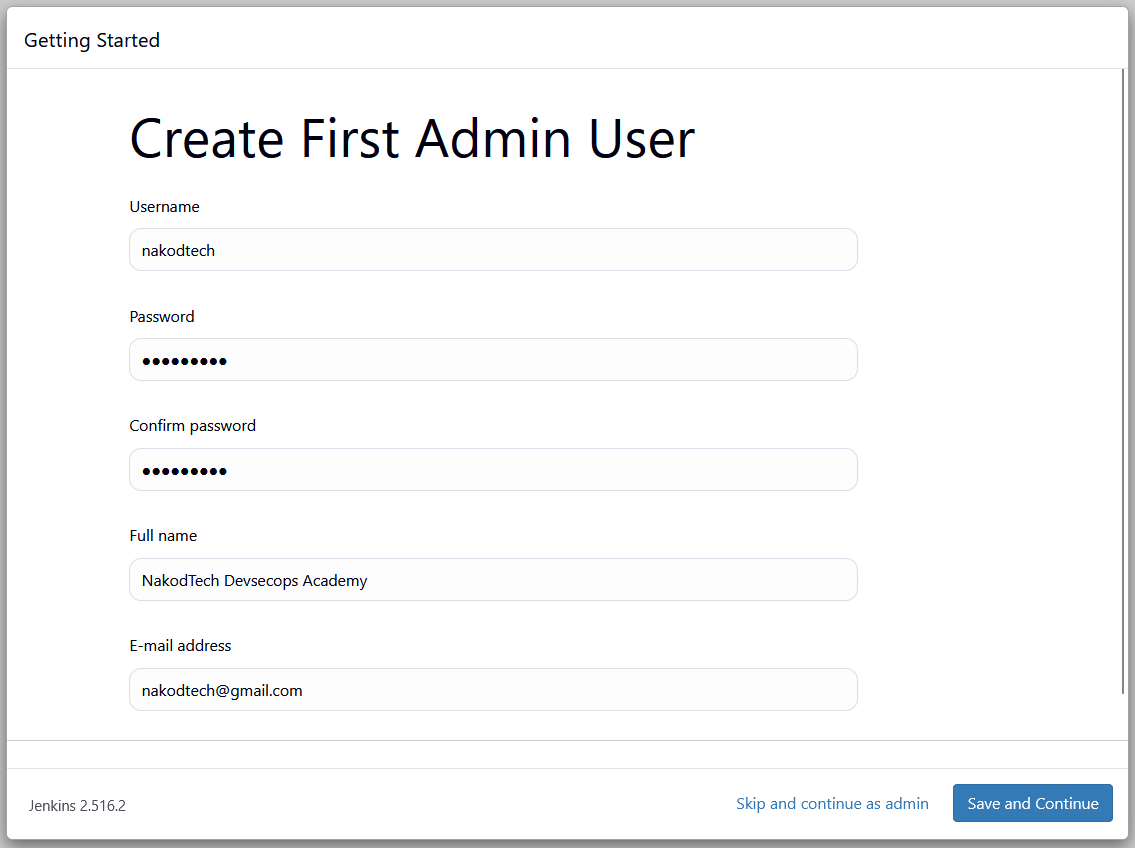 Getting Started
Create First Admin User
Username
nakodtech
Password
•••••••••
Confirm password
•••••••••
Full name
NakodTech Devsecops Academy
E-mail address
nakodtech@gmail.com
Jenkins 2.516.2
Skip and continue as admin
Save and Continue